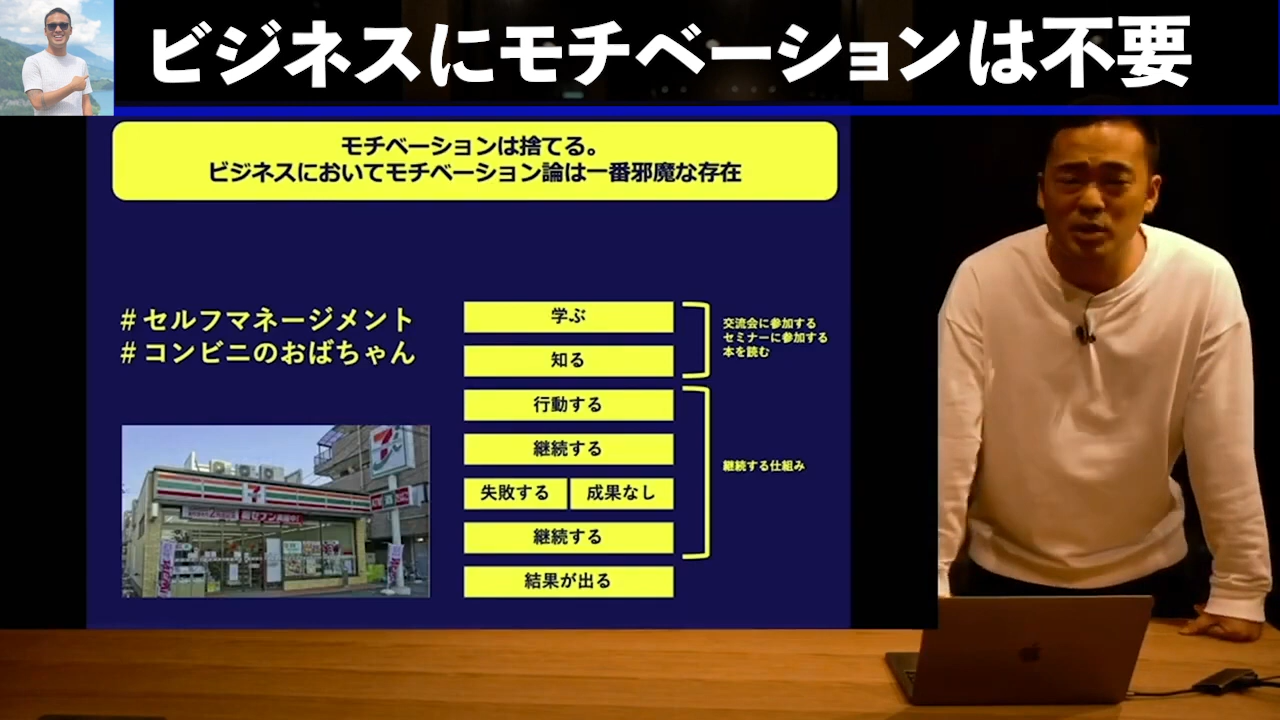 ビジネスにモチベーションは不要
モチベーションは捨てる。
ビジネスにおいてモチベーション論は一番邪魔な存在
#セルフマネージメント
#コンビニのおばちゃん
学ぶ
知る
交流会に参加する
セミナーに参加する
本を読む
行動する
継続する
失敗する
成果なし
継続する
結果が出る
継続する仕組み
7